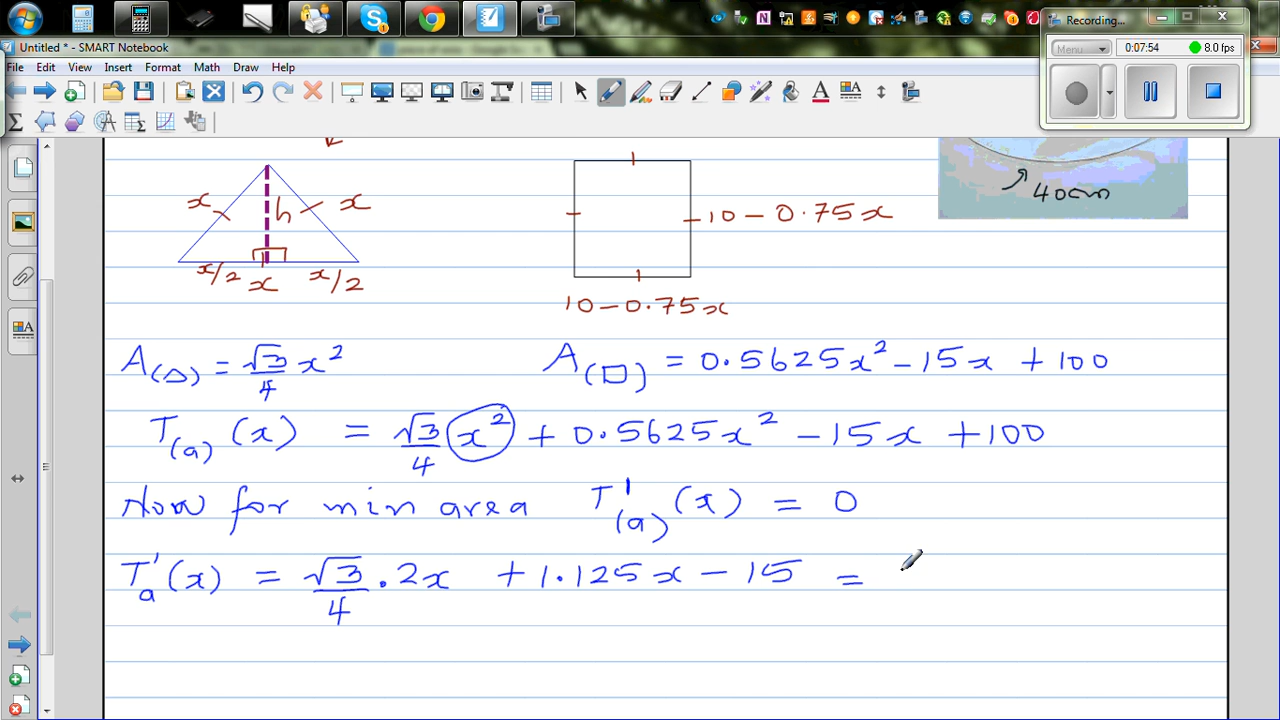 Untitled * - SMART Notebook
Recording...
Menu
0:07:54
8.0 fps
File Edit View Insert Format Math Draw Help
x h x
x/2 x x/2
10 - 0.75x
10 - 0.75x
40cm
A(△) = √3/4 x²
A(□) = 0.5625x² - 15x + 100
T(a) (x) = √3/4 x² + 0.5625x² - 15x + 100
Now for min area T'(a) (x) = 0
Ta'(x) = √3/4 . 2x + 1.125x - 15 =